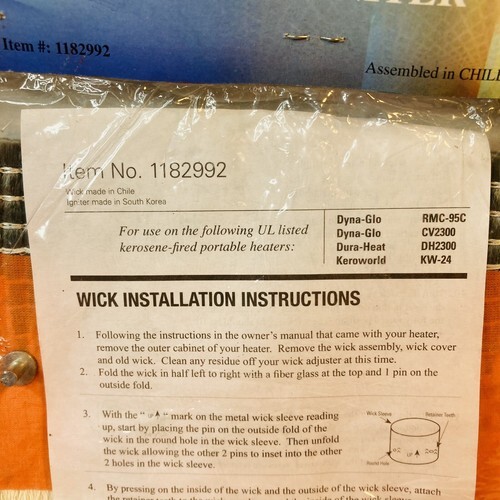 Item #: 1182992
Assembled in CHILE
Item No. 1182992
Wick made in Chile
Igniter made in South Korea
For use on the following UL listed
kerosene-fired portable heaters:
Dyna-Glo RMC-95C
Dyna-Glo CV2300
Dura-Heat DH2300
Keroworld KW-24
WICK INSTALLATION INSTRUCTIONS
1. Following the instructions in the owner's manual that came with your heater,
remove the outer cabinet of your heater. Remove the wick assembly, wick cover
and old wick. Clean any residue off your wick adjuster at this time.
2. Fold the wick in half left to right with a fiber glass at the top and 1 pin on the
outside fold.
3. With the " UP ▲ " mark on the metal wick sleeve reading
up, start by placing the pin on the outside fold of the
wick in the round hole in the wick sleeve. Then unfold
the wick allowing the other 2 pins to inset into the other
2 holes in the wick sleeve.
Wick Sleeve
Retainer Teeth
UP ▲
Round Hole
4. By pressing on the inside of the wick and the outside of the wick sleeve, attach